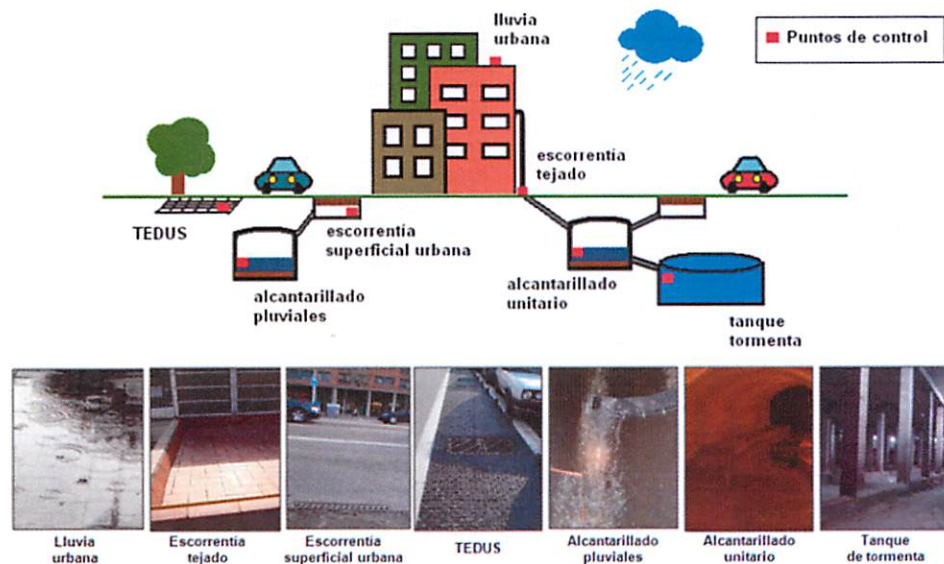 lluvia
urbana
Puntos de control
escorrentía
tejado
TEDUS
escorrentía
superficial urbana
alcantarillado
pluviales
alcantarillado
unitario
tanque
tormenta
Lluvia
urbana
Escorrentía
tejado
Escorrentía
superficial urbana
TEDUS
Alcantarillado
pluviales
Alcantarillado
unitario
Tanque
de tormenta